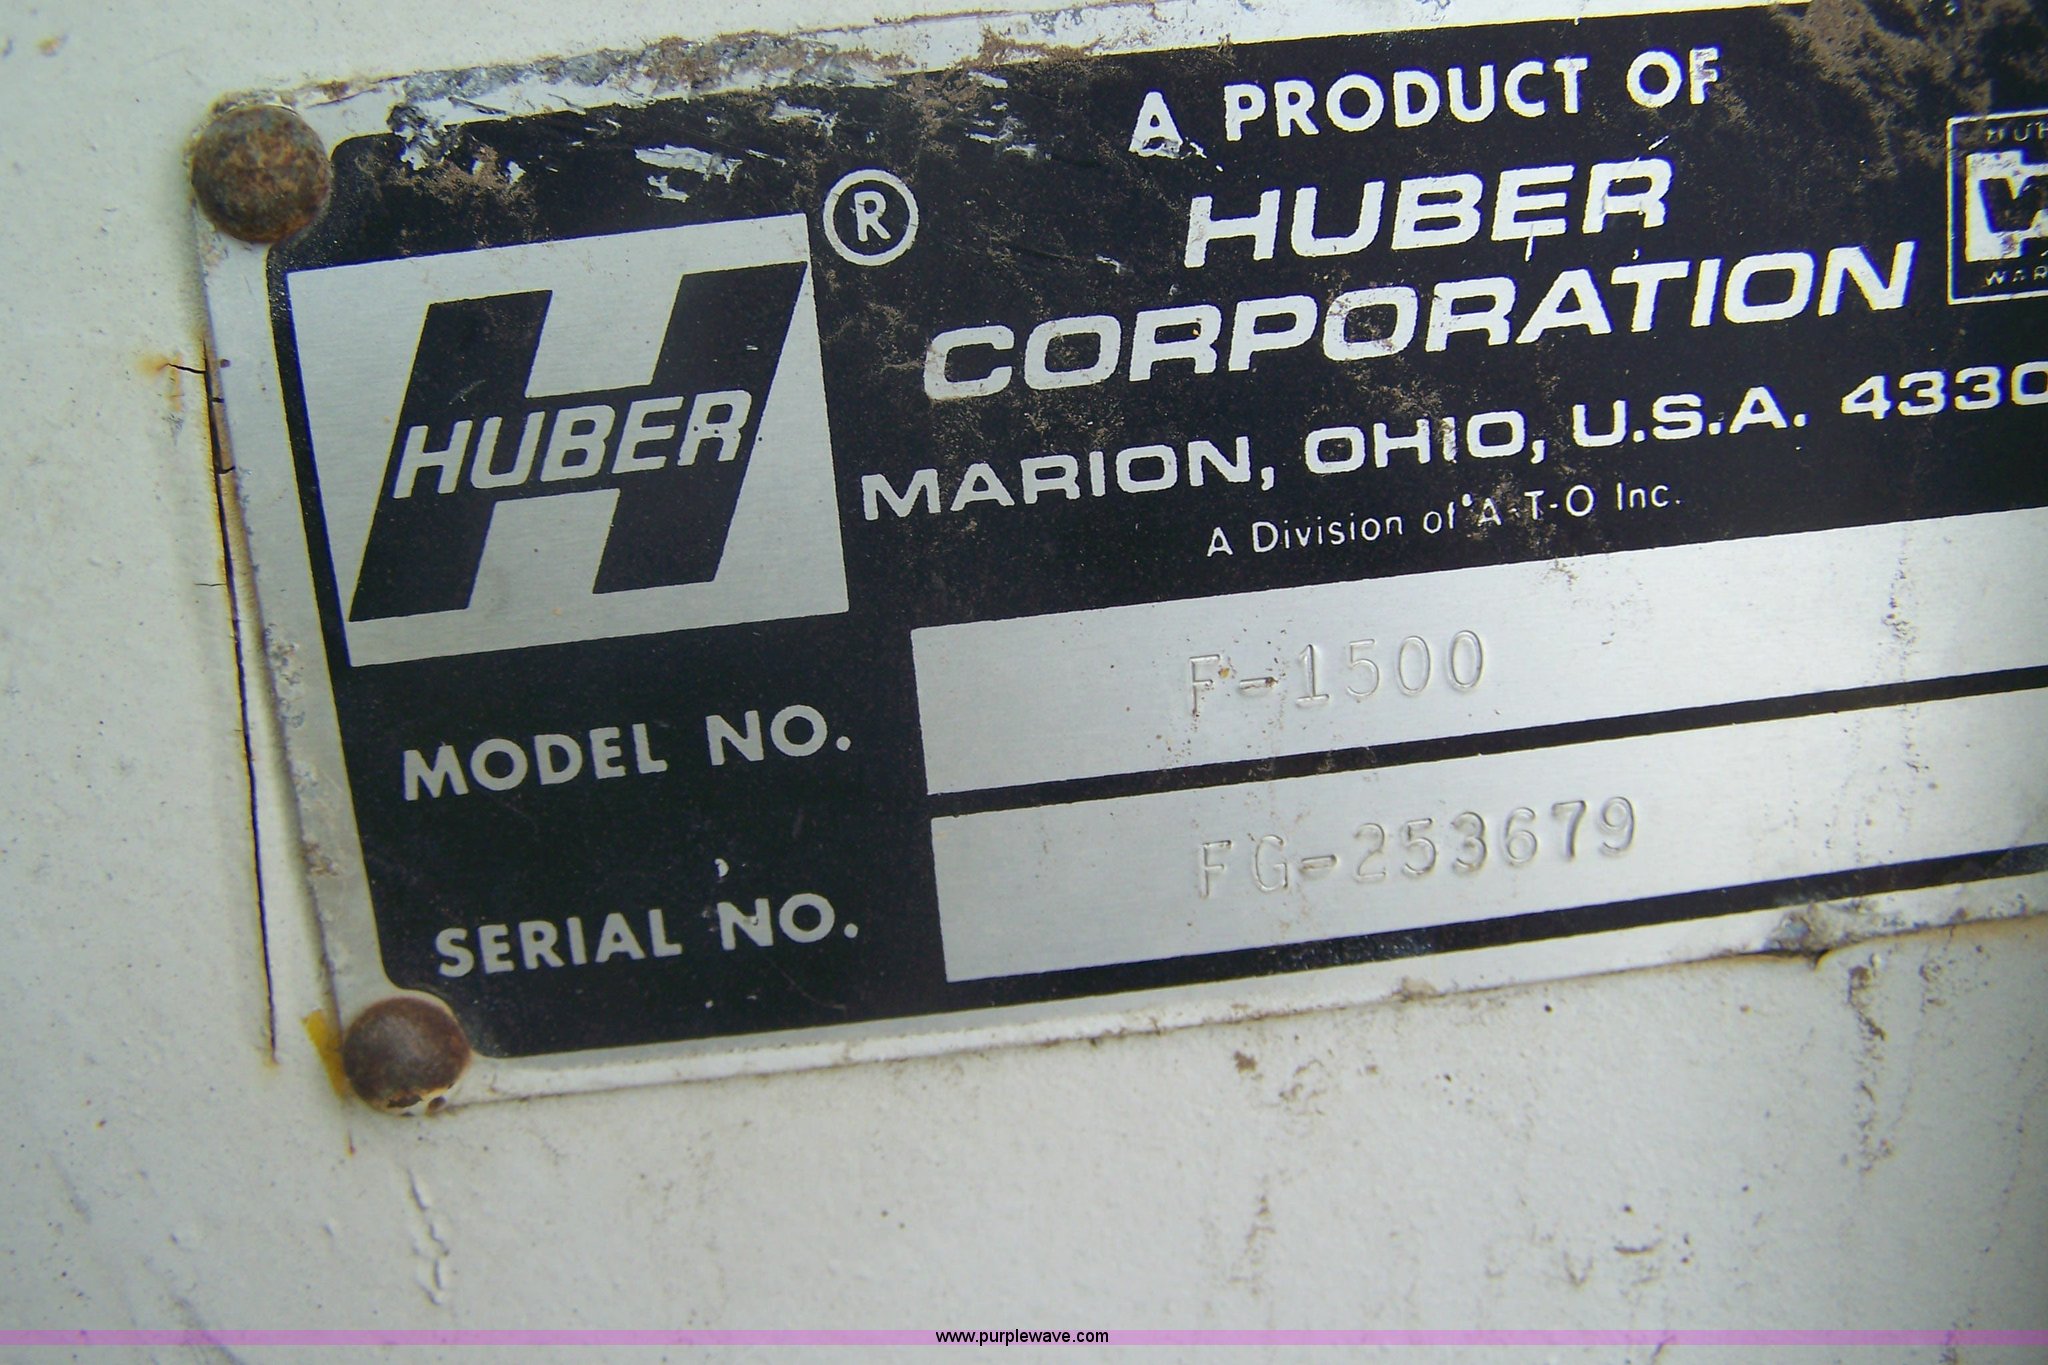 A PRODUCT OF
HUBER
CORPORATION
MARION, OHIO, U.S.A. 4330
A Division of A-T-O Inc.
®
HUBER
MODEL NO. F-1500
SERIAL NO. FG-253679
www.purplewave.com